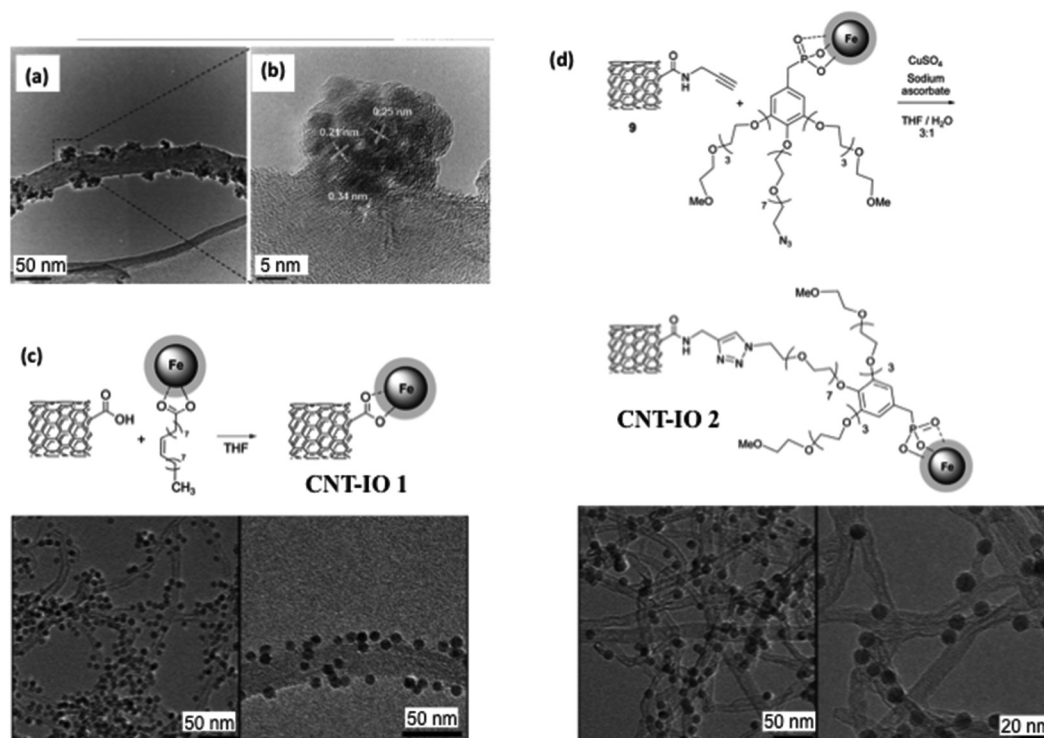 (a)
50 nm
(b)
0.25 nm
0.21 nm
0.34 nm
5 nm
(c)
Fe
O
O
7
7
CH3
O
OH
+
THF
Fe
O
O
CNT-IO 1
50 nm
50 nm
(d)
O
N
H
9
+
Fe
O
P
O
O
O
O
O
O
3
O
MeO
O
7
N3
O
3
O
OMe
CuSO4
Sodium
ascorbate
THF / H2O
3:1
MeO
O
O
3
O
N
H
N=N
N
O
O
7
O
O
O
3
O
MeO
P
O
O
O
Fe
CNT-IO 2
50 nm
20 nm